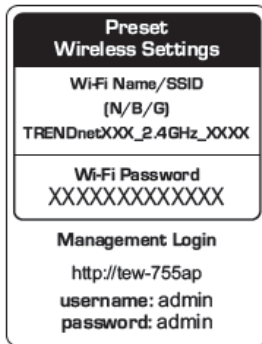 Preset
Wireless Settings
Wi-Fi Name/SSID
(N/B/G)
TRENDnetXXX_2.4GHz_XXXX
Wi-Fi Password
XXXXXXXXXXXXX
Management Login
http://tew-755ap
username: admin
password: admin